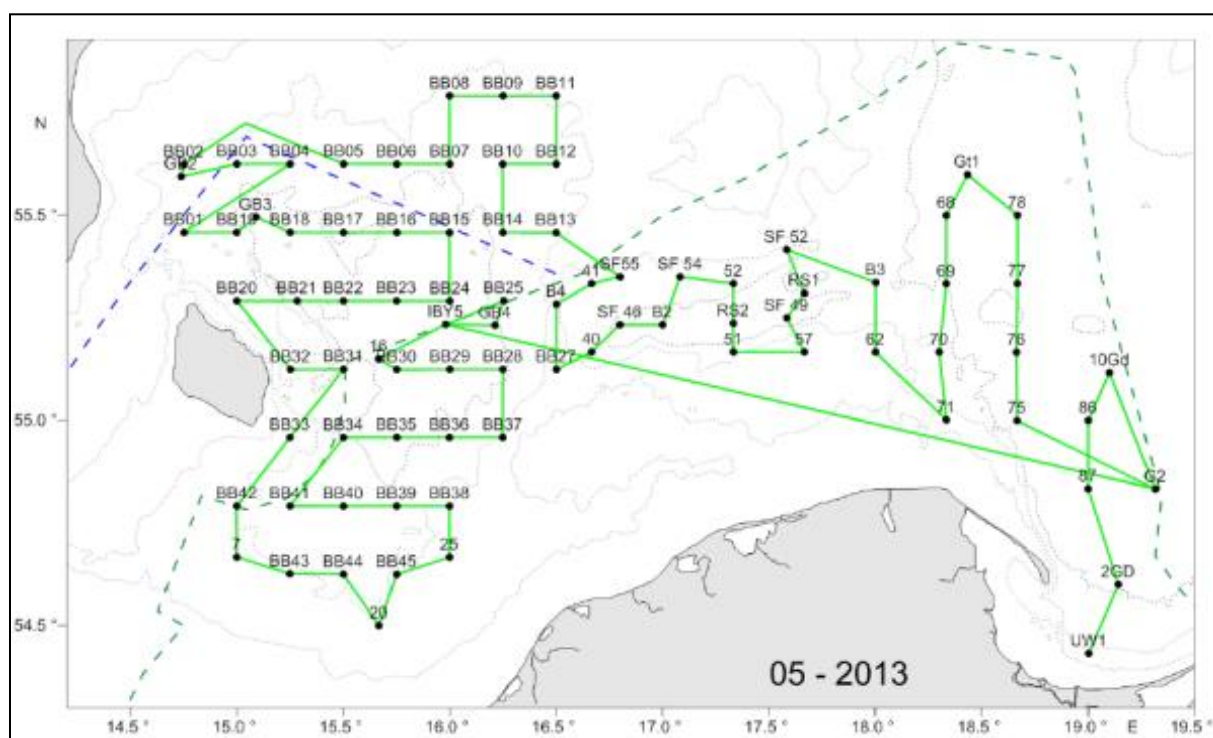 BB08 BB09 BB11
N
BB02 BB03 BB04 BB05 BB06 BB07 BB10 BB12
GB2
Gt1
GB3
55.5
BB01 BB19 BB18 BB17 BB16 BB15 BB14 BB13
68 78
SF 52
41 SF55 SF 54 52 B3 69 77
RS1
BB20 BB21 BB22 BB23 BB24 BB25 B4
IBY5 GB4 SF 46 B2 RS2 SF 49
16 40 51 57 62 70 76
BB32 BB31 BB30 BB29 BB28 BB27
10Gd
55.0
71 75 86
BB33 BB34 BB35 BB36 BB37
BB42 BB41 BB40 BB39 BB38
87 G2
7 25
BB43 BB44 BB45
2GD
54.5
20
UW1
05 - 2013
14.5 ° 15.0 ° 15.5 ° 16.0 ° 16.5 ° 17.0 ° 17.5 ° 18.0 ° 18.5 ° 19.0 ° E 19.5 °